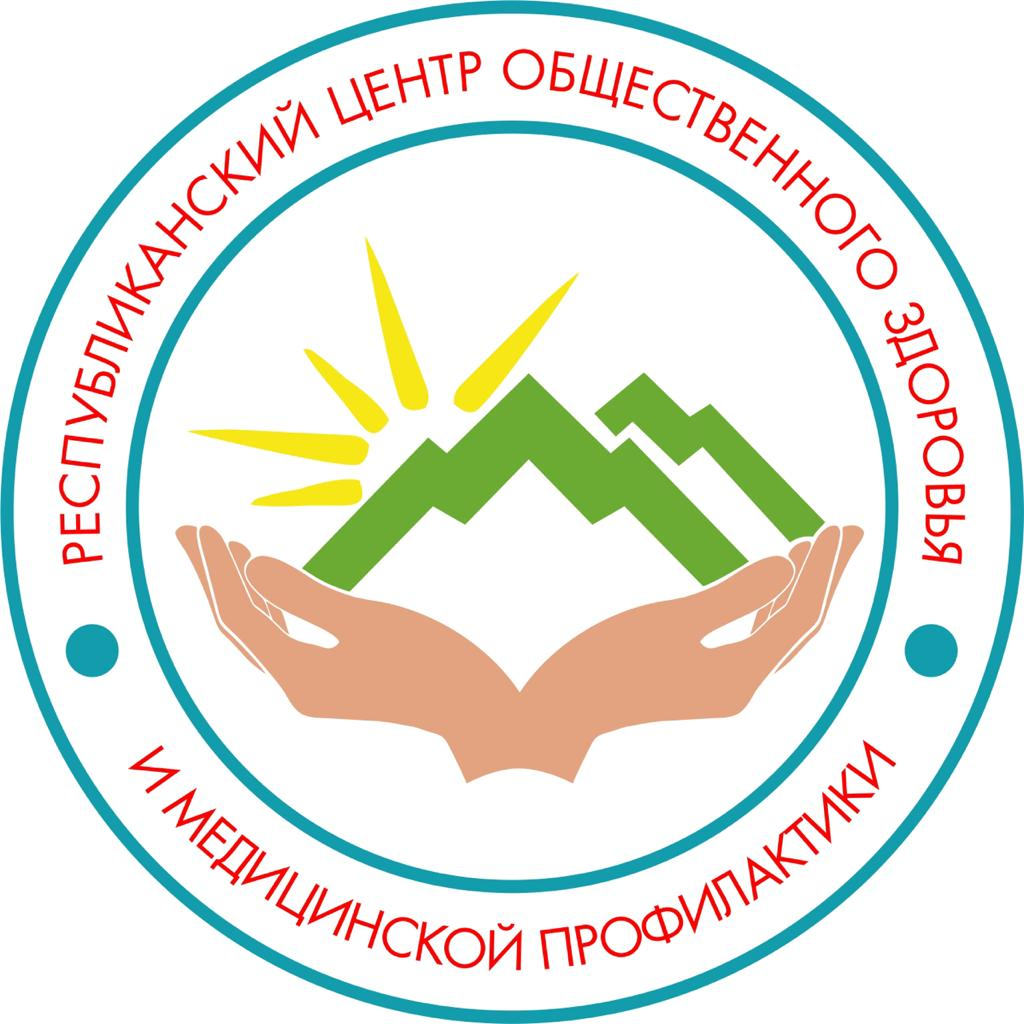 РЕСПУБЛИКАНСКИЙ ЦЕНТР ОБЩЕСТВЕННОГО ЗДОРОВЬЯ
И МЕДИЦИНСКОЙ ПРОФИЛАКТИКИ